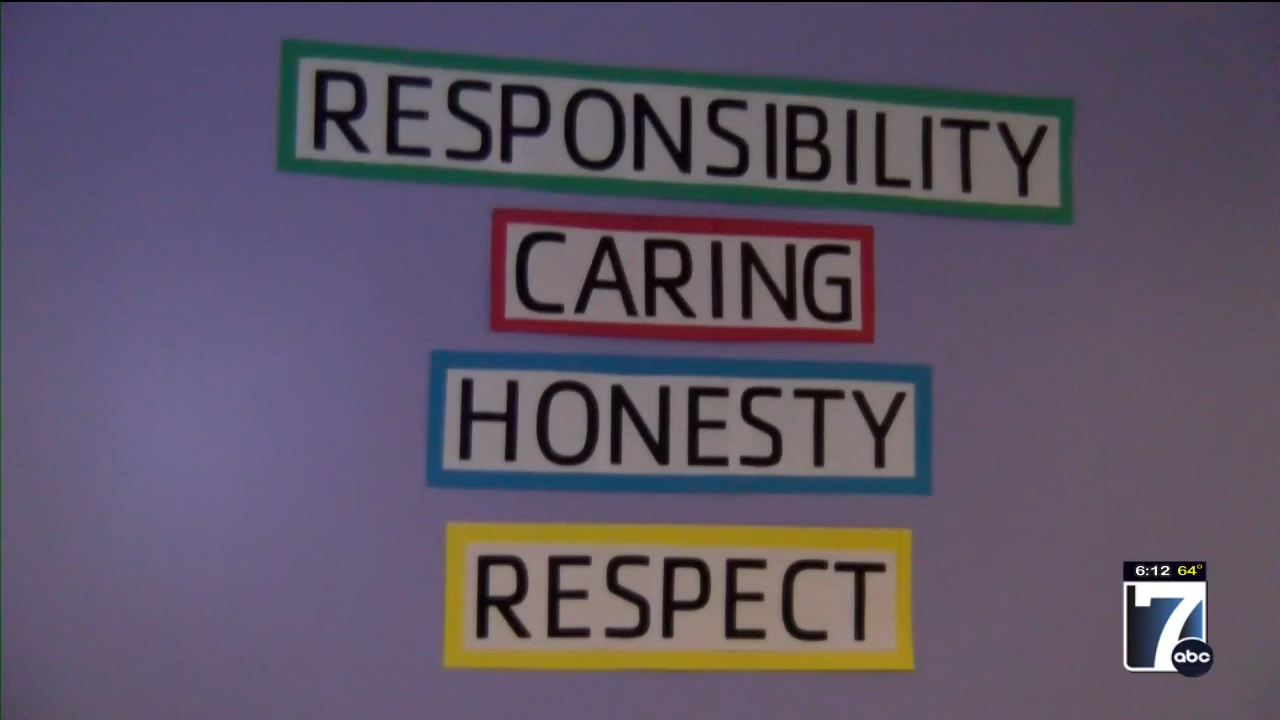 RESPONSIBILITY
CARING
HONESTY
RESPECT
6:12 64°
7
abc